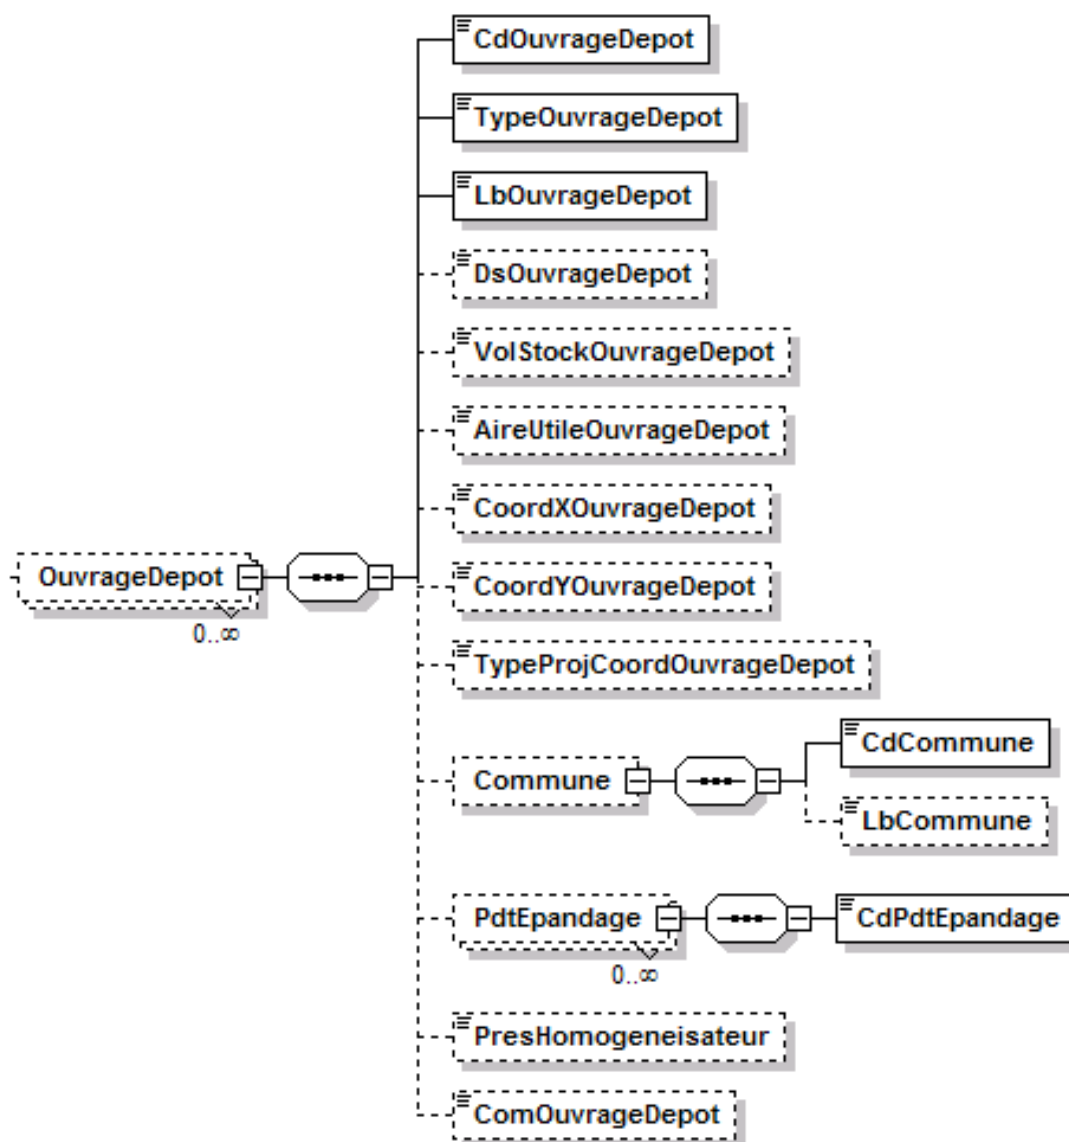 CdOuvrageDepot
TypeOuvrageDepot
LbOuvrageDepot
DsOuvrageDepot
VolStockOuvrageDepot
AireUtileOuvrageDepot
CoordXOuvrageDepot
OuvrageDepot
0..∞
CoordYOuvrageDepot
TypeProjCoordOuvrageDepot
Commune
CdCommune
LbCommune
PdtEpandage
0..∞
CdPdtEpandage
PresHomogeneisateur
ComOuvrageDepot